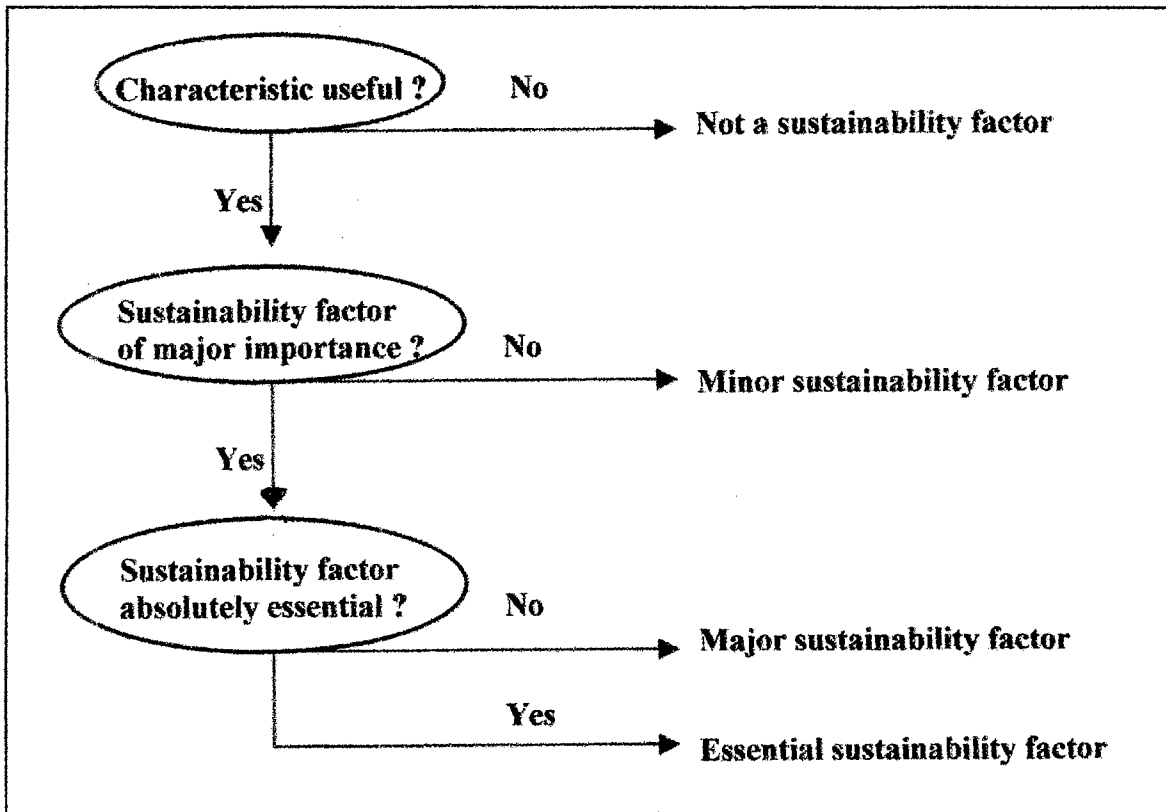 Characteristic useful ?
No
Not a sustainability factor
Yes
Sustainability factor
of major importance ?
No
Minor sustainability factor
Yes
Sustainability factor
absolutely essential ?
No
Major sustainability factor
Yes
Essential sustainability factor